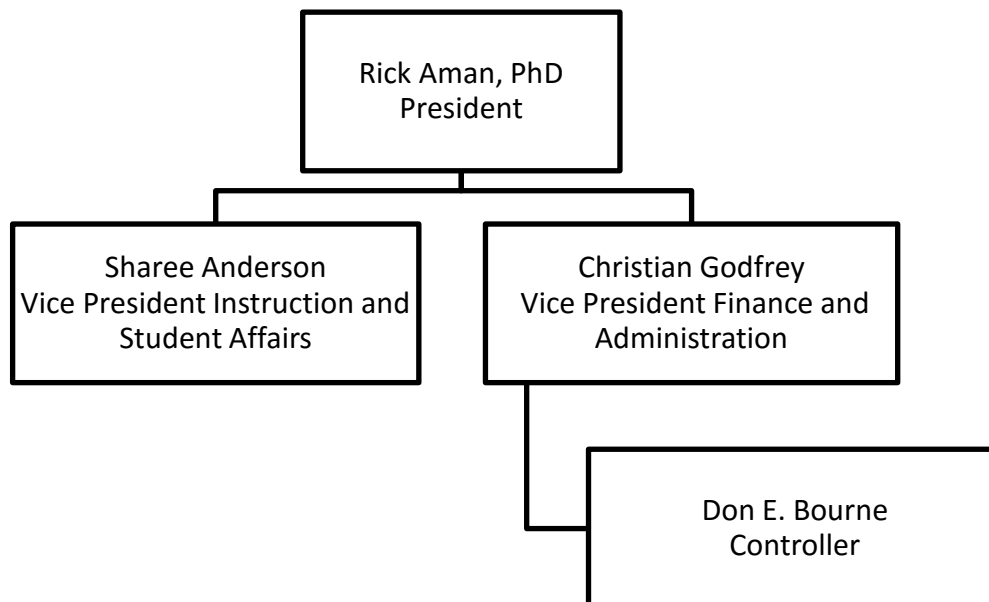 Rick Aman, PhD
President
Sharee Anderson
Vice President Instruction and
Student Affairs
Christian Godfrey
Vice President Finance and
Administration
Don E. Bourne
Controller